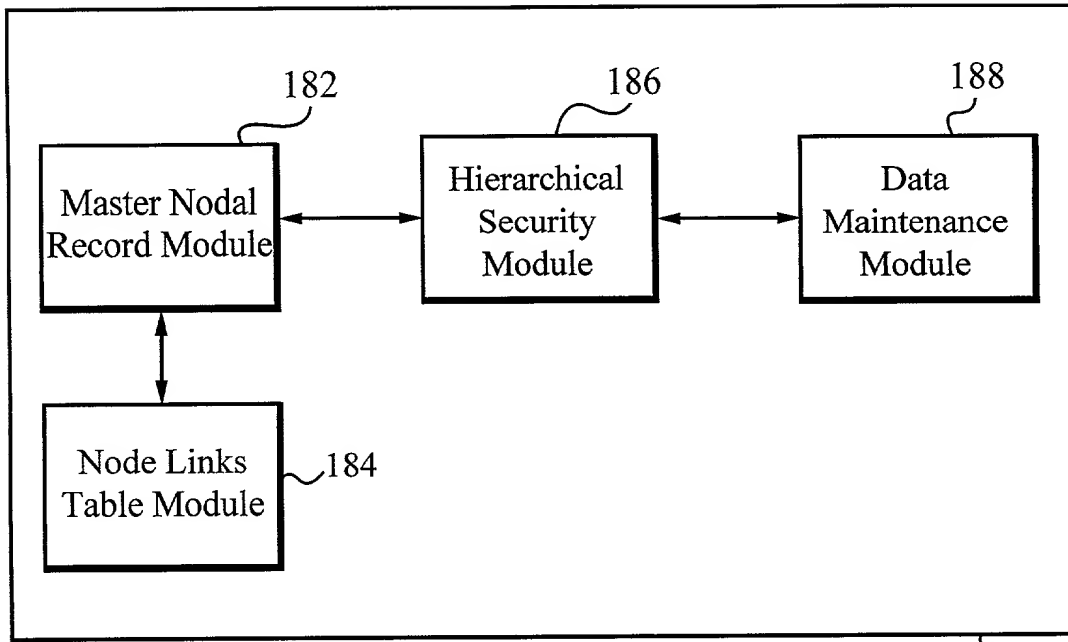 182
186
188
Master Nodal
Record Module
Hierarchical
Security
Module
Data
Maintenance
Module
Node Links
Table Module
184